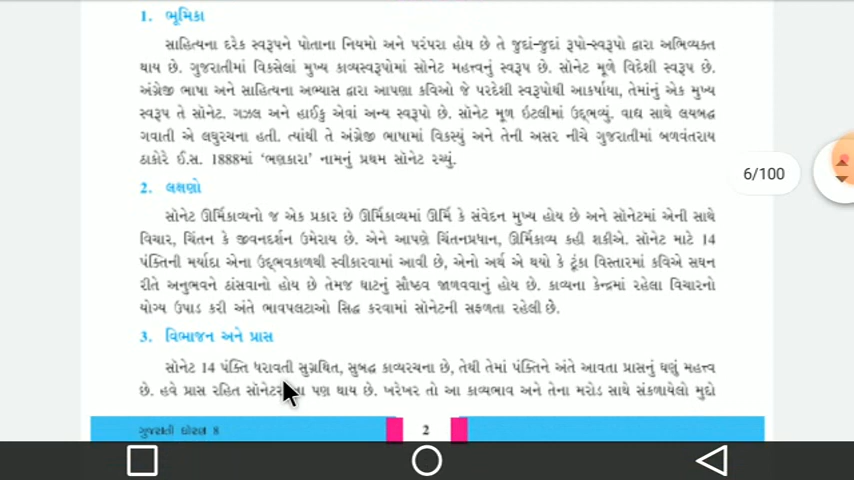 1. ભૂમિકા
સાહિત્યના દરેક સ્વરૂપને પોતાના નિયમો અને પરંપરા હોય છે તે જુદાં-જુદાં રૂપો-સ્વરૂપો દ્વારા અભિવ્યક્ત
થાય છે. ગુજરાતીમાં વિકસેલાં મુખ્ય કાવ્યસ્વરૂપોમાં સૉનેટ મહત્ત્વનું સ્વરૂપ છે. સૉનેટ મૂળે વિદેશી સ્વરૂપ છે.
અંગ્રેજી ભાષા અને સાહિત્યના અભ્યાસ દ્વારા આપણા કવિઓ જે પરદેશી સ્વરૂપોથી આકર્ષાયા, તેમાંનું એક મુખ્ય
સ્વરૂપ તે સૉનેટ. ગઝલ અને હાઈકુ એવાં અન્ય સ્વરૂપો છે. સૉનેટ મૂળ ઇટલીમાં ઉદ્ભવ્યું. વાદ્ય સાથે લયબદ્ધ
ગવાતી એ લઘુરચના હતી. ત્યાંથી તે અંગ્રેજી ભાષામાં વિકસ્યું અને તેની અસર નીચે ગુજરાતીમાં બળવંતરાય
ઠાકોરે ઈ.સ. 1888માં ‘ભણકારા’ નામનું પ્રથમ સૉનેટ રચ્યું.
6/100
2. લક્ષણો
સોનેટ ઊર્મિકાવ્યનો જ એક પ્રકાર છે ઊર્મિકાવ્યમાં ઊર્મિ કે સંવેદન મુખ્ય હોય છે અને સૉનેટમાં એની સાથે
વિચાર, ચિંતન કે જીવનદર્શન ઉમેરાય છે. એને આપણે ચિંતનપ્રધાન, ઊર્મિકાવ્ય કહી શકીએ. સૉનેટ માટે 14
પંક્તિની મર્યાદા એના ઉદ્ભવકાળથી સ્વીકારવામાં આવી છે, એનો અર્થ એ થયો કે ટૂંકા વિસ્તારમાં કવિએ સઘન
રીતે અનુભવને ઠાંસવાનો હોય છે તેમજ ઘાટનું સૌષ્ઠવ જાળવવાનું હોય છે. કાવ્યના કેન્દ્રમાં રહેલા વિચારનો
યોગ્ય ઉપાડ કરી અંતે ભાવપલટાઓ સિદ્ધ કરવામાં સૉનેટની સફળતા રહેલી છે.
3. વિભાજન અને પ્રાસ
સોનેટ 14 પંક્તિ ધરાવતી સુગ્રથિત, સુબદ્ધ કાવ્યરચના છે, તેથી તેમાં પંક્તિને અંતે આવતા પ્રાસનું ઘણું મહત્ત્વ
છે. હવે પ્રાસ રહિત પણ થાય છે. ખરેખર તો આ કાવ્યભાવ અને તેના મરોડ સાથે સંકળાયેલો મુદ્દો
ગુજરાતી ધોરણ 8
2